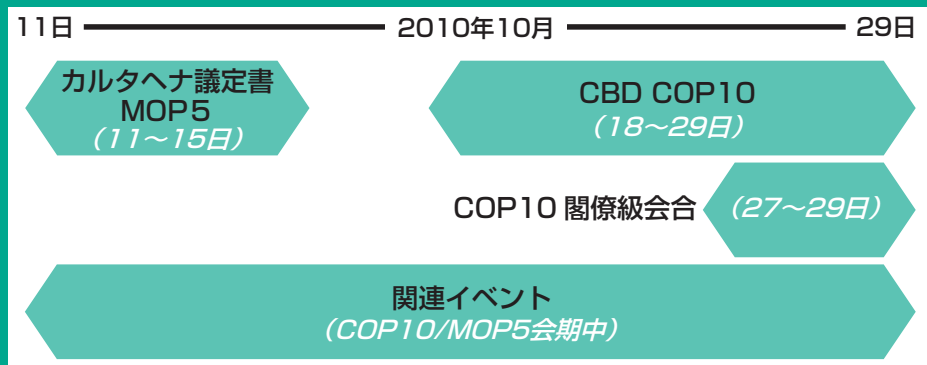 11日 2010年10月 29日
カルタヘナ議定書
MOP5
(11〜15日)
CBD COP10
(18〜29日)
COP10 閣僚級会合 (27〜29日)
関連イベント
(COP10/MOP5会期中)